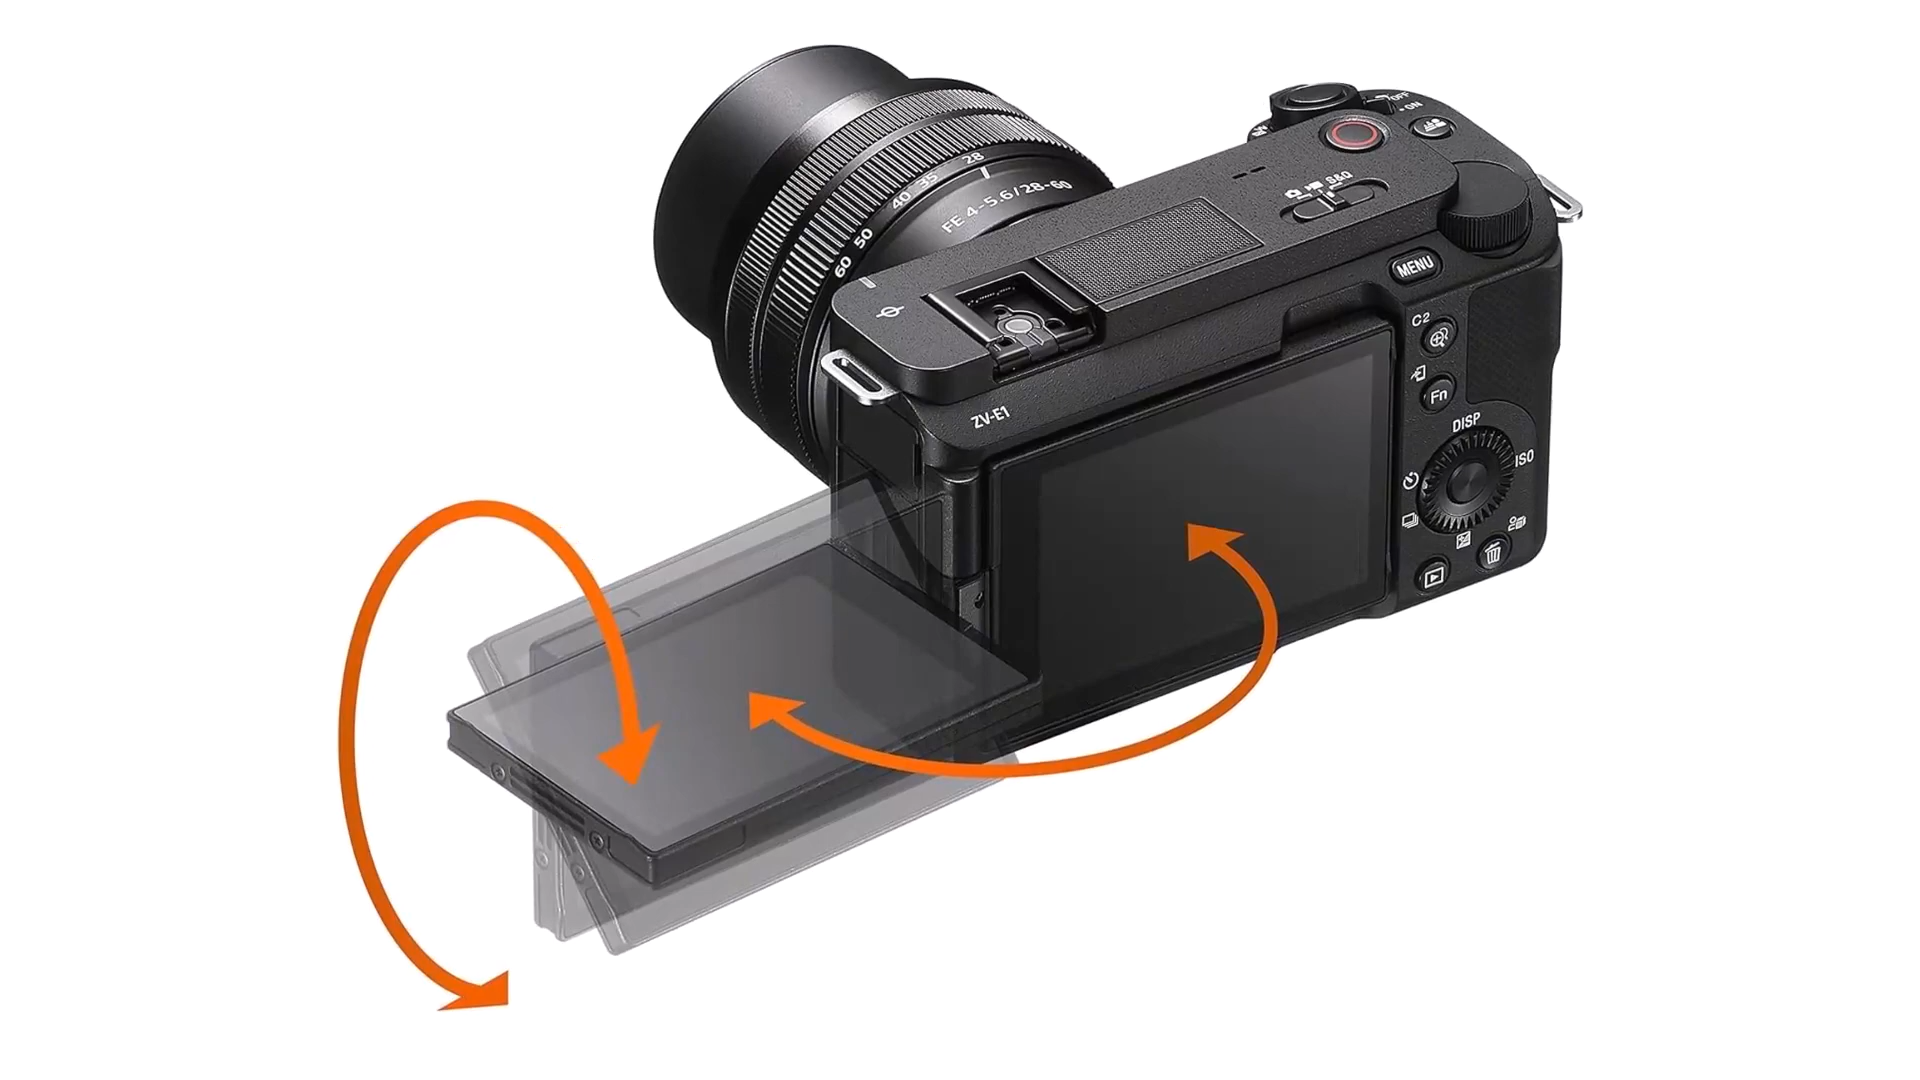 OFF
ON
28
35
40
50
60
FE 4-5.6/28-60
S&Q
MENU
C2
Fn
ZV-E1
DISP
ISO